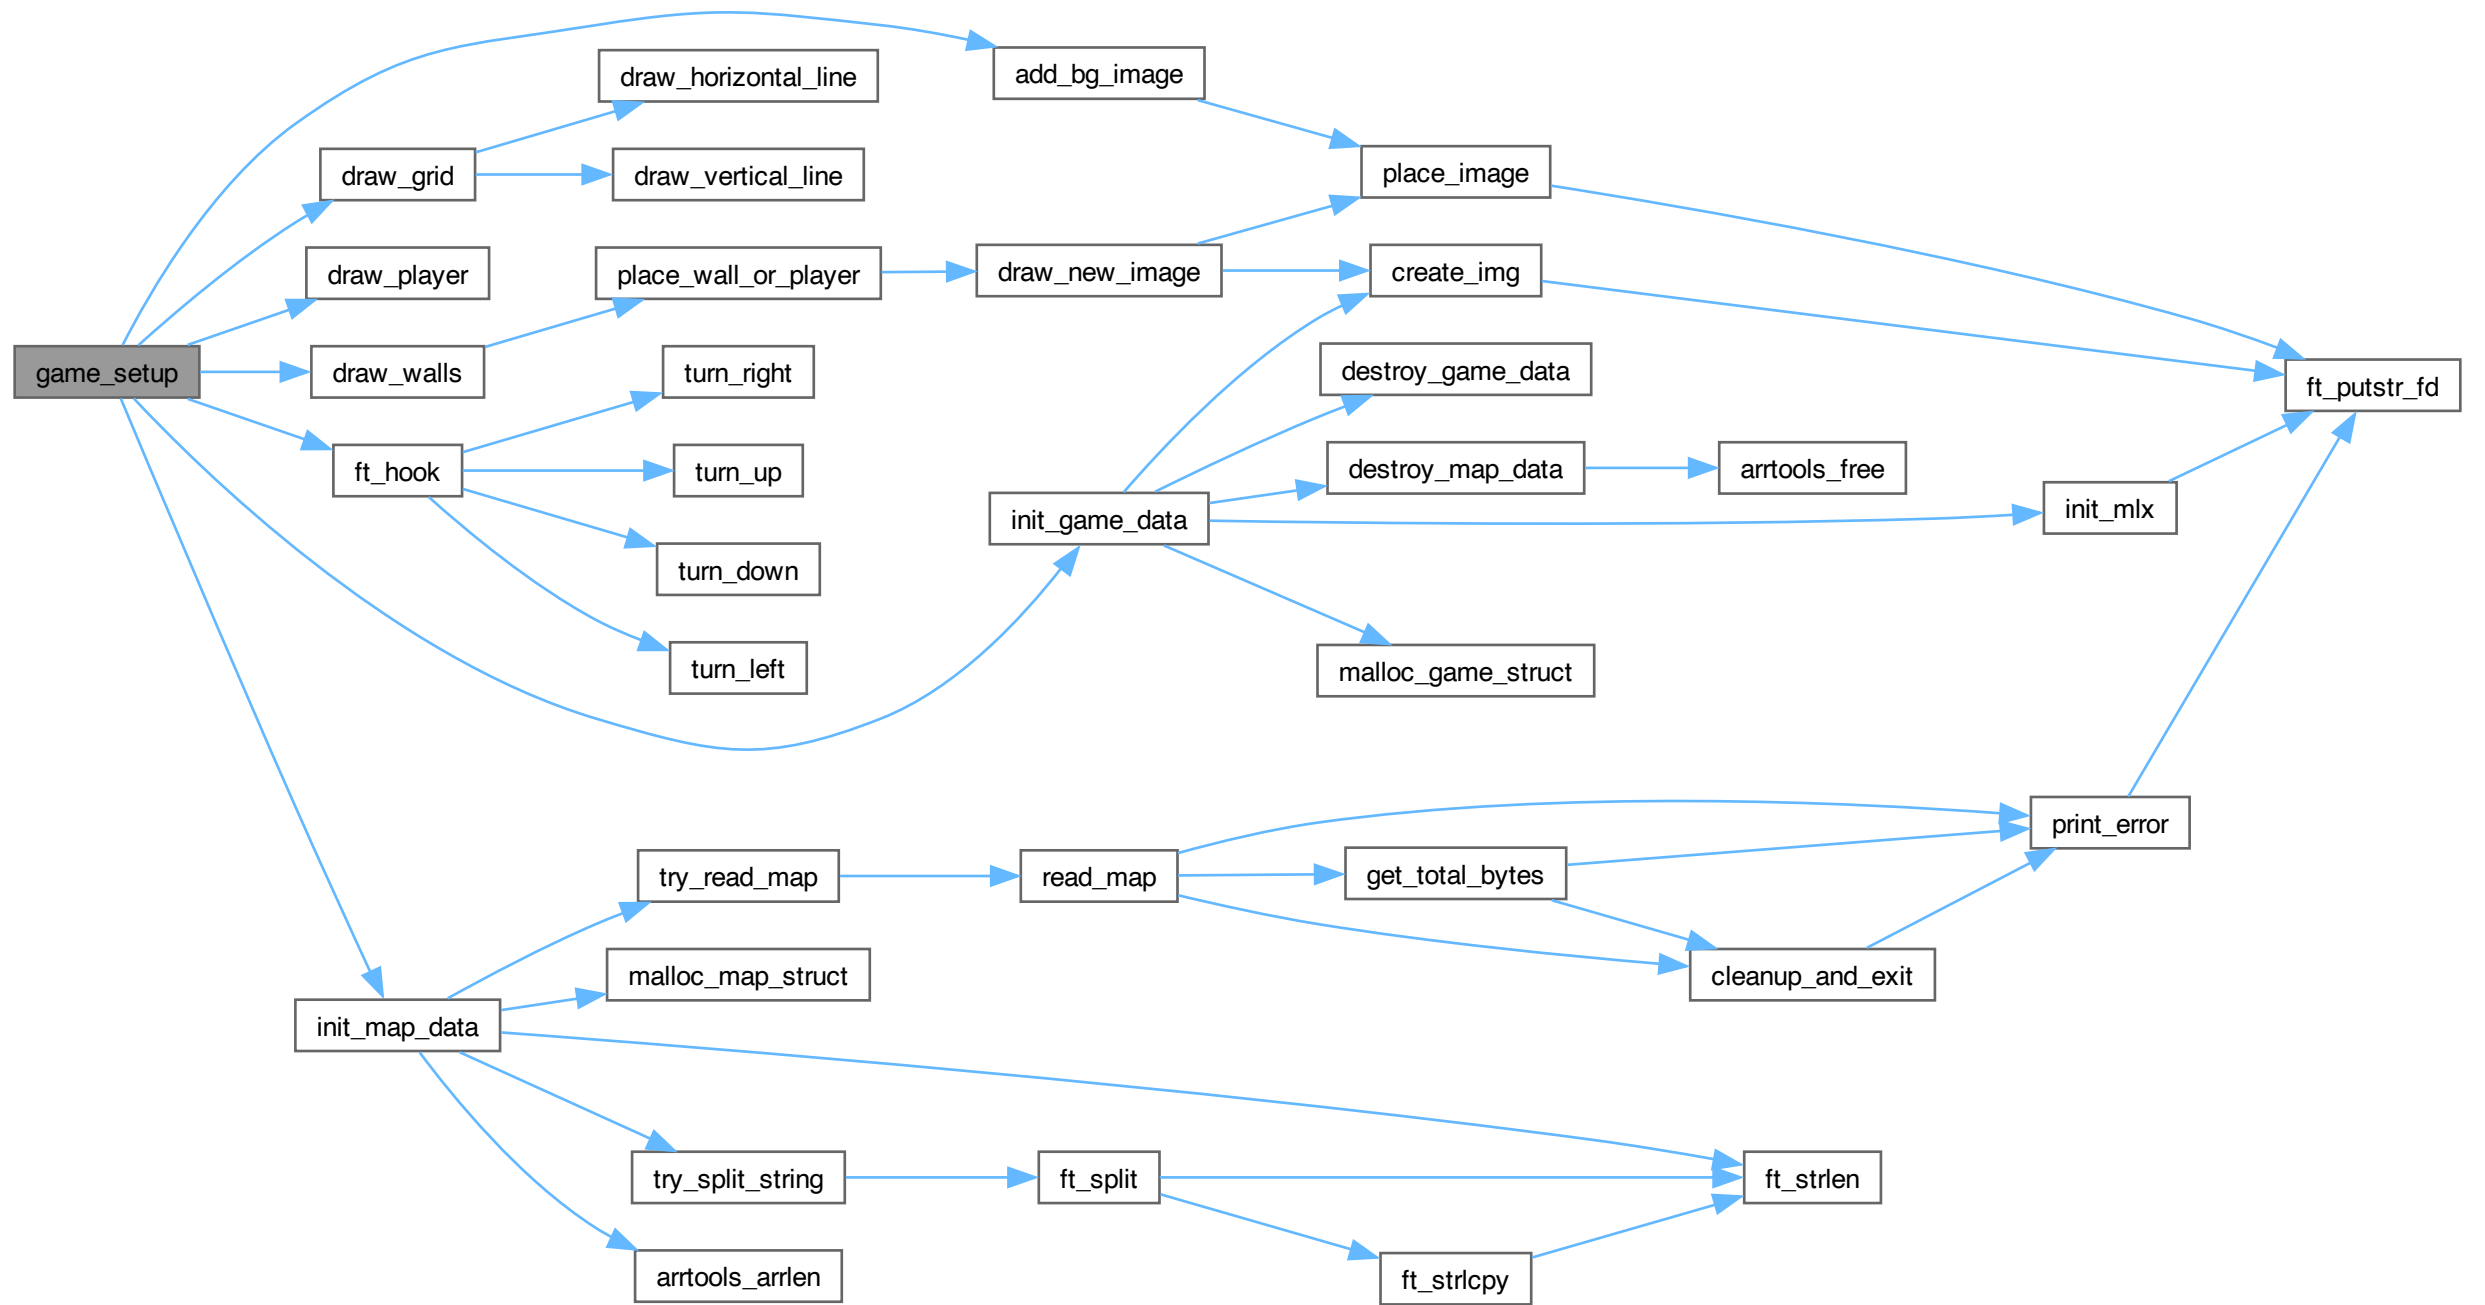 game_setup
add_bg_image
draw_grid
draw_horizontal_line
draw_vertical_line
draw_player
draw_walls
place_wall_or_player
draw_new_image
place_image
create_img
ft_putstr_fd
ft_hook
turn_right
turn_up
turn_down
turn_left
init_game_data
destroy_game_data
destroy_map_data
arrtools_free
init_mlx
malloc_game_struct
init_map_data
try_read_map
read_map
get_total_bytes
print_error
cleanup_and_exit
malloc_map_struct
try_split_string
ft_split
ft_strlen
ft_strlcpy
arrtools_arrlen